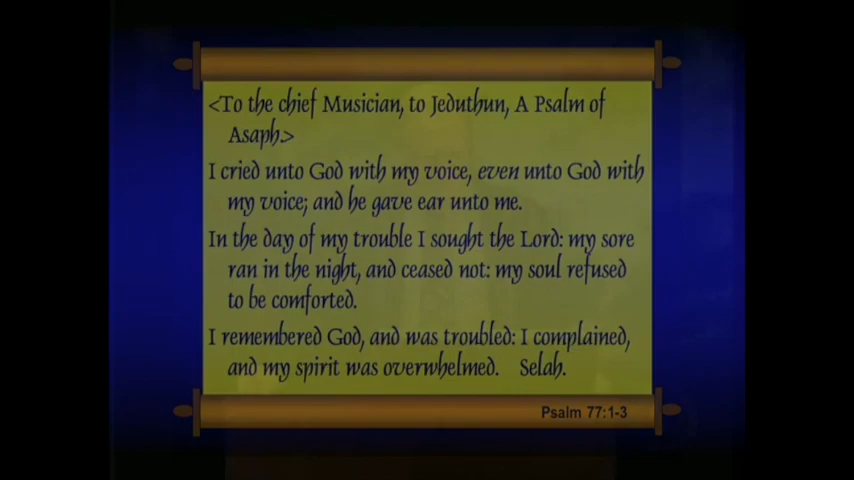 <To the chief Musician, to Jeduthun, A Psalm of
Asaph.>
I cried unto God with my voice, even unto God with
my voice; and he gave ear unto me.
In the day of my trouble I sought the Lord: my sore
ran in the night, and ceased not: my soul refused
to be comforted.
I remembered God, and was troubled: I complained,
and my spirit was overwhelmed. Selah.
Psalm 77:1-3